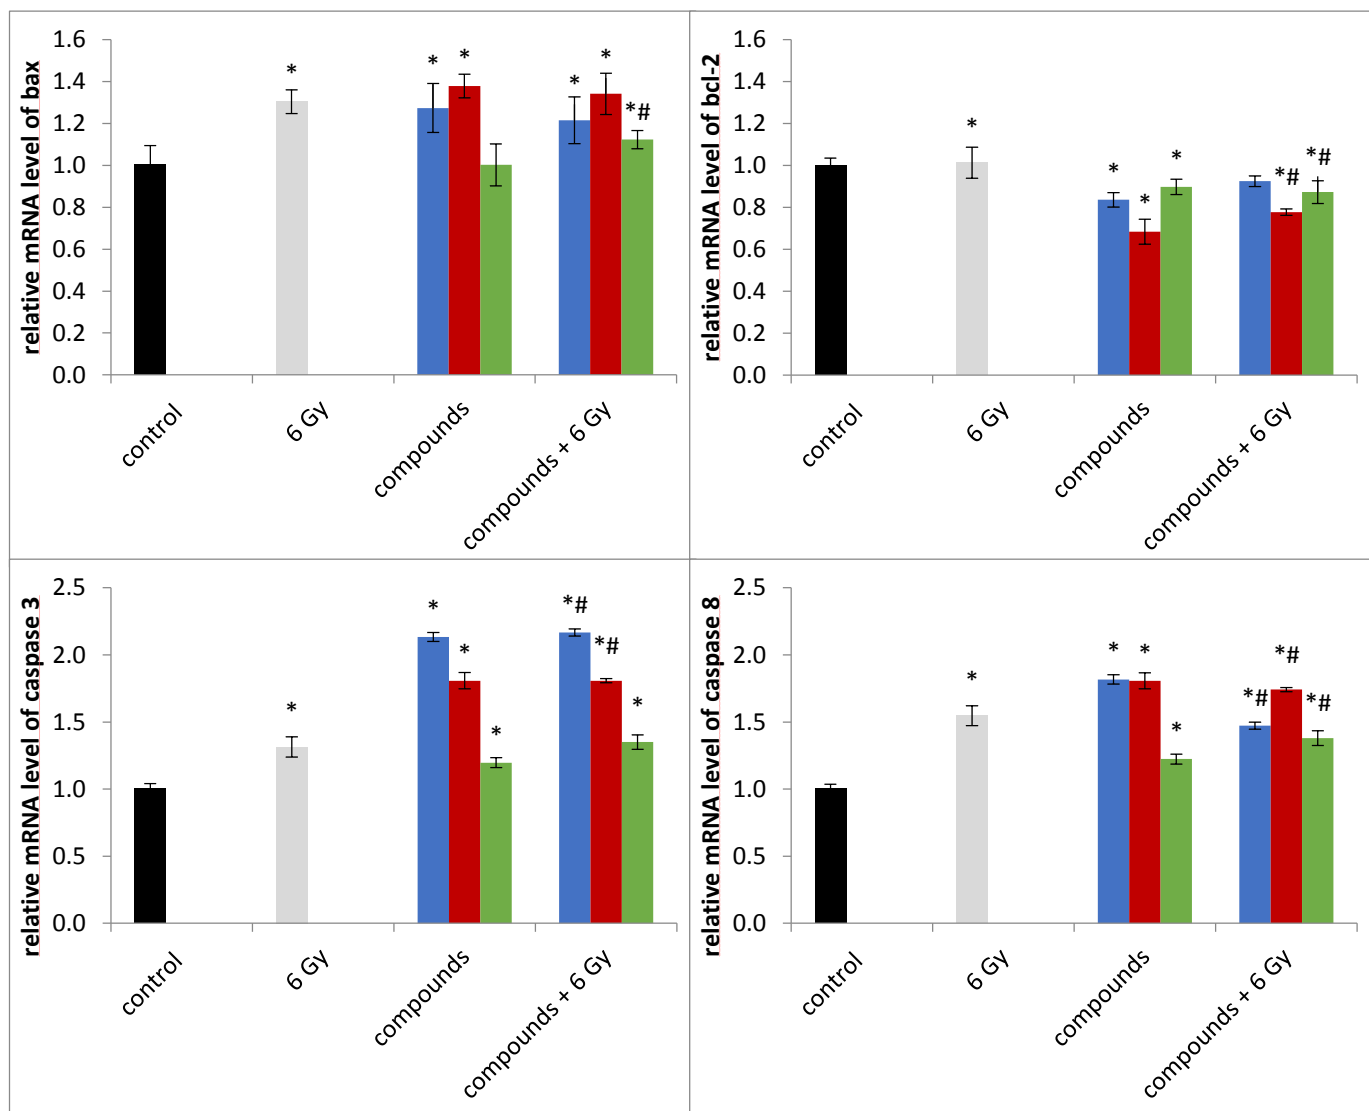 relative mRNA level of bax
1.6
1.4
1.2
1.0
0.8
0.6
0.4
0.2
0.0
*
*
*
*
*
*#
control
6 Gy
compounds
compounds + 6 Gy
relative mRNA level of bcl-2
1.6
1.4
1.2
1.0
0.8
0.6
0.4
0.2
0.0
*
*
*
*
*#
*#
control
6 Gy
compounds
compounds + 6 Gy
relative mRNA level of caspase 3
2.5
2.0
1.5
1.0
0.5
0.0
*
*
*
*
*#
*#
*
control
6 Gy
compounds
compounds + 6 Gy
relative mRNA level of caspase 8
2.5
2.0
1.5
1.0
0.5
0.0
*
*
*
*
*#
*#
*#
control
6 Gy
compounds
compounds + 6 Gy